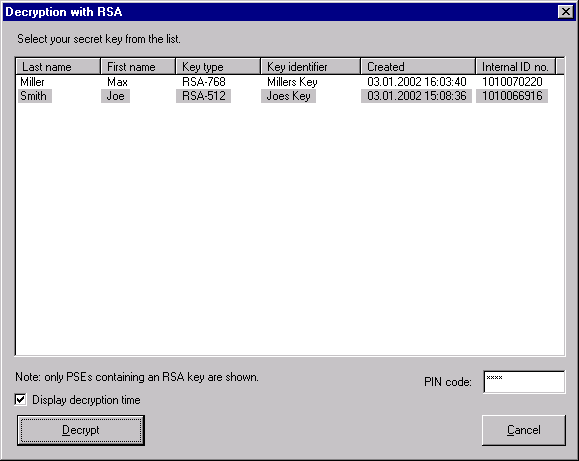 Decryption with RSA
Select your secret key from the list.
Last name First name Key type Key identifier Created Internal ID no.
Miller Max RSA-768 Millers Key 03.01.2002 16:03:40 1010070220
Smith Joe RSA-512 Joes Key 03.01.2002 15:08:36 1010066916
Note: only PSEs containing an RSA key are shown.
PIN code: ****
Display decryption time
Decrypt Cancel